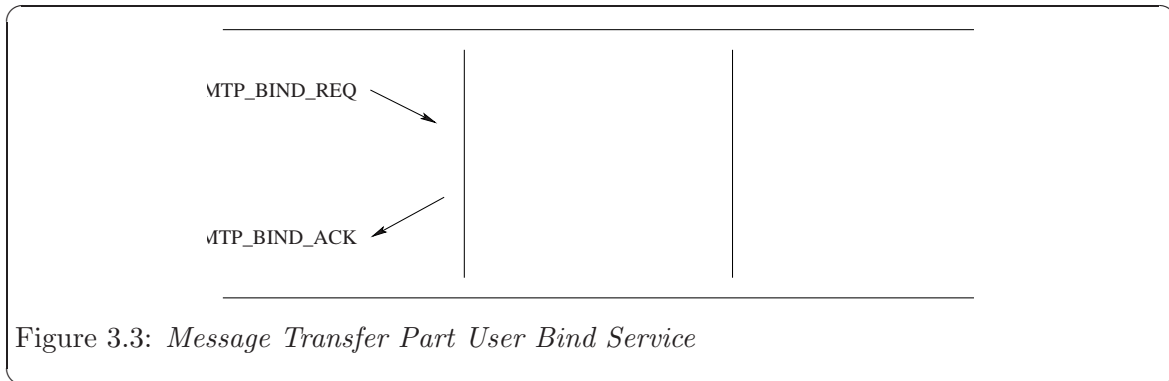 MTP_BIND_REQ
MTP_BIND_ACK
Figure 3.3: Message Transfer Part User Bind Service